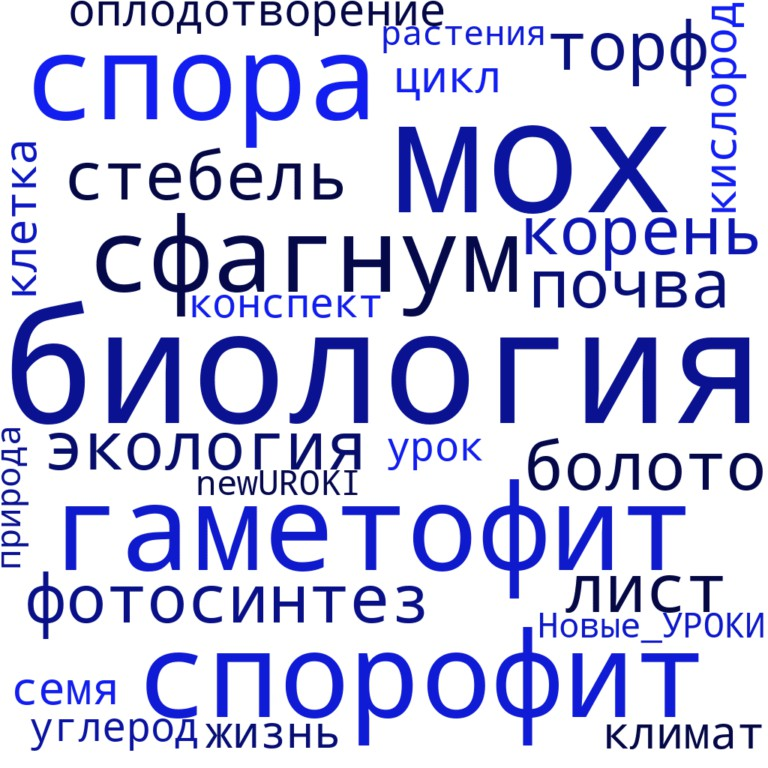 оплодотворение
растения
торф
кислород
спора
цикл
мох
клетка
стебель
корень
сфагнум
почва
конспект
биология
экология
урок
болото
природа
newUROKI
гаметофит
фотосинтез
лист
Новые_УРОКИ
спорофит
семя
углерод
жизнь
климат